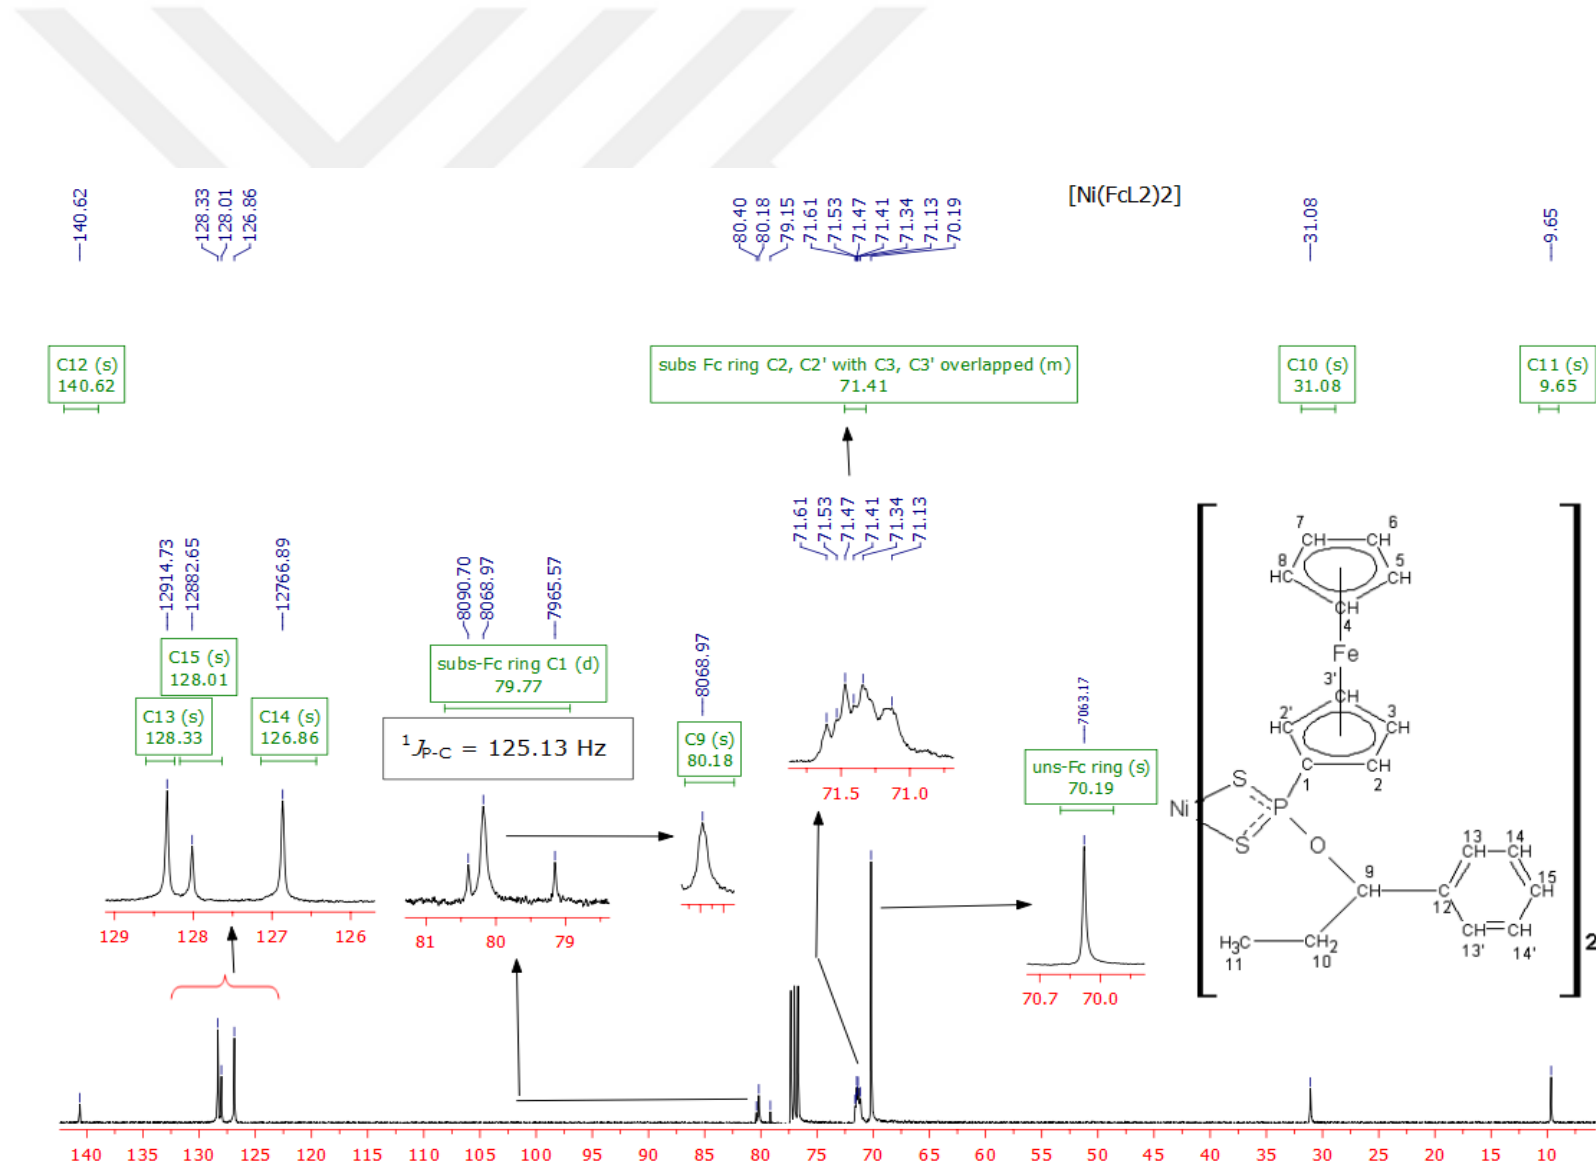 [Ni(FcL2)2]
140.62
128.33
128.01
126.86
80.40
80.18
79.15
71.61
71.53
71.47
71.41
71.34
71.13
70.19
31.08
9.65
C12 (s)
140.62
subs Fc ring C2, C2' with C3, C3' overlapped (m)
71.41
C10 (s)
31.08
C11 (s)
9.65
71.61
71.53
71.47
71.41
71.34
71.13
12914.73
12882.65
12766.89
8090.70
8068.97
7965.57
8068.97
7063.17
C15 (s)
128.01
C13 (s)
128.33
C14 (s)
126.86
subs-Fc ring C1 (d)
79.77
¹JP-C = 125.13 Hz
C9 (s)
80.18
uns-Fc ring (s)
70.19
129 128 127 126
81 80 79
71.5 71.0
70.7 70.0
7 6
CH CH
8 5
HC CH
CH
4
Fe
3'
CH
2' 3
HC CH
CH
1 2
S
Ni P
S
O
13 14
CH CH
9 15
CH CH
12
H3C CH2 HC CH
11 10 13' 14'
2
140 130 120 110 100 95 90 85 80 75 70 65 60 55 50 45 40 35 30 25 20 15 10